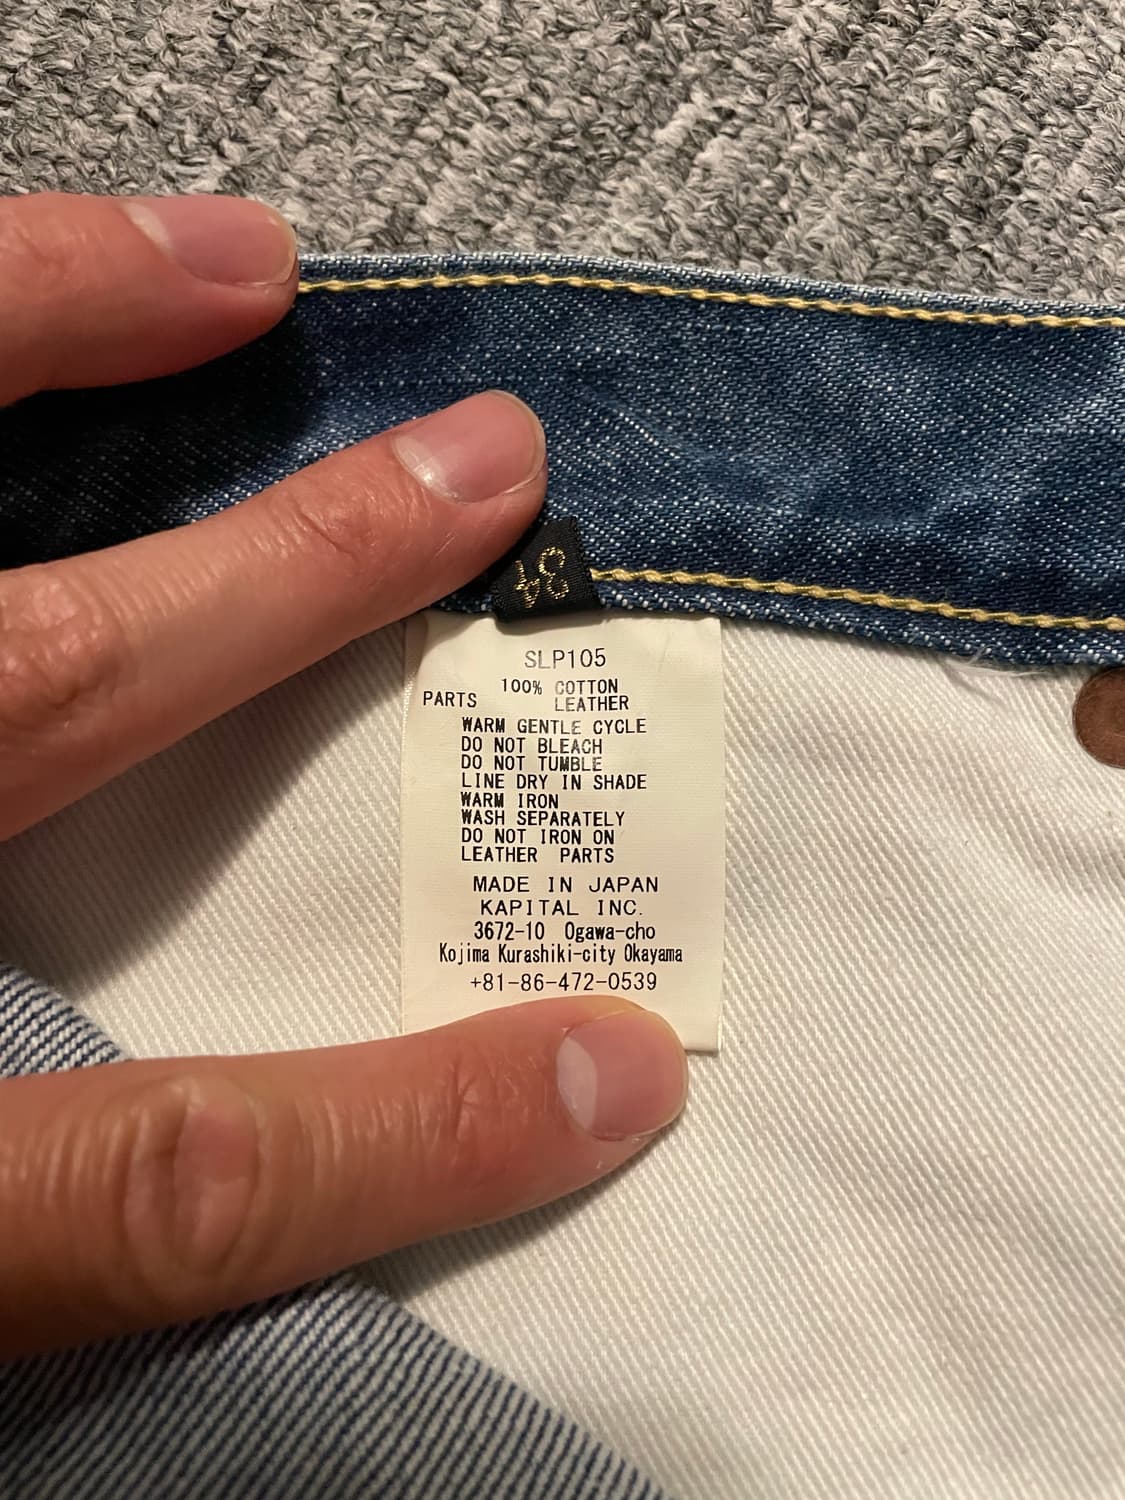 34
SLP105
100% COTTON
PARTS LEATHER
WARM GENTLE CYCLE
DO NOT BLEACH
DO NOT TUMBLE
LINE DRY IN SHADE
WARM IRON
WASH SEPARATELY
DO NOT IRON ON
LEATHER PARTS
MADE IN JAPAN
KAPITAL INC.
3672-10 Ogawa-cho
Kojima Kurashiki-city Okayama
+81-86-472-0539